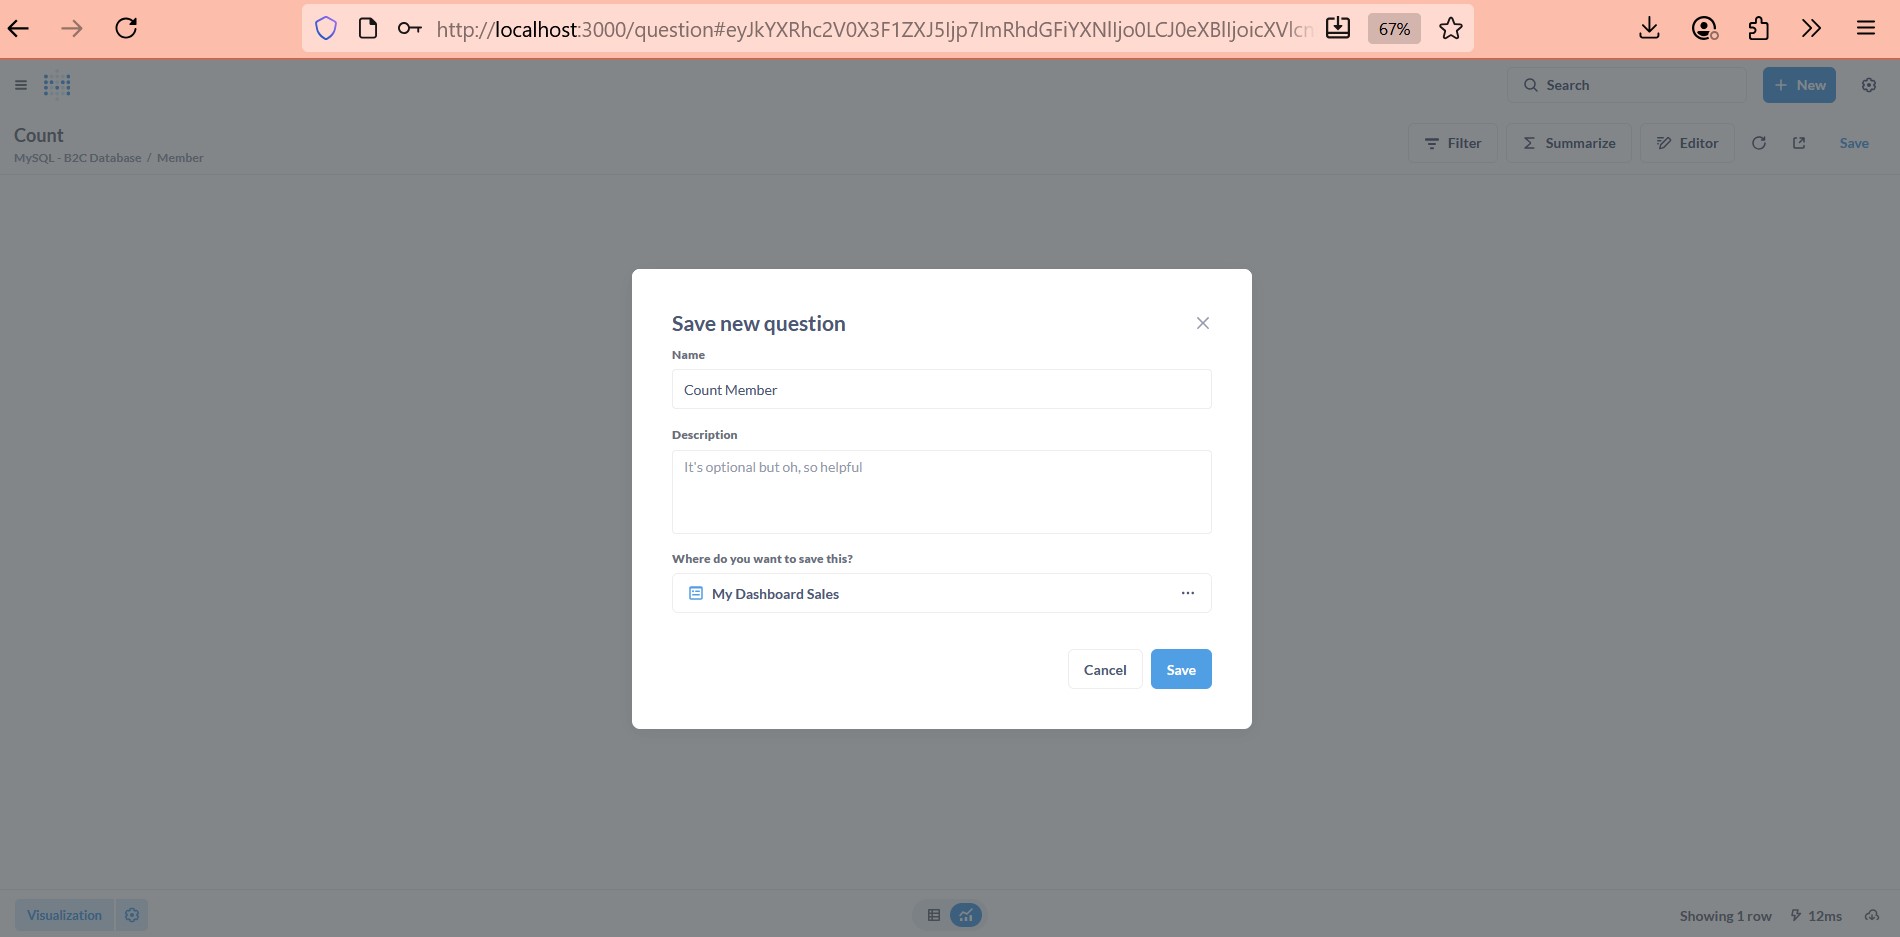 http://localhost:3000/question#eyJkYXRhc2V0X3F1ZXJ5Ijp7ImRhdGFiYXNlIjo0LCJ0eXBlIjoicXVlcn
67%
Search
New
Count
MySQL - B2C Database / Member
Filter
Summarize
Editor
Save
Save new question
Name
Count Member
Description
It's optional but oh, so helpful
Where do you want to save this?
My Dashboard Sales
Cancel
Save
Visualization
Showing 1 row
12ms